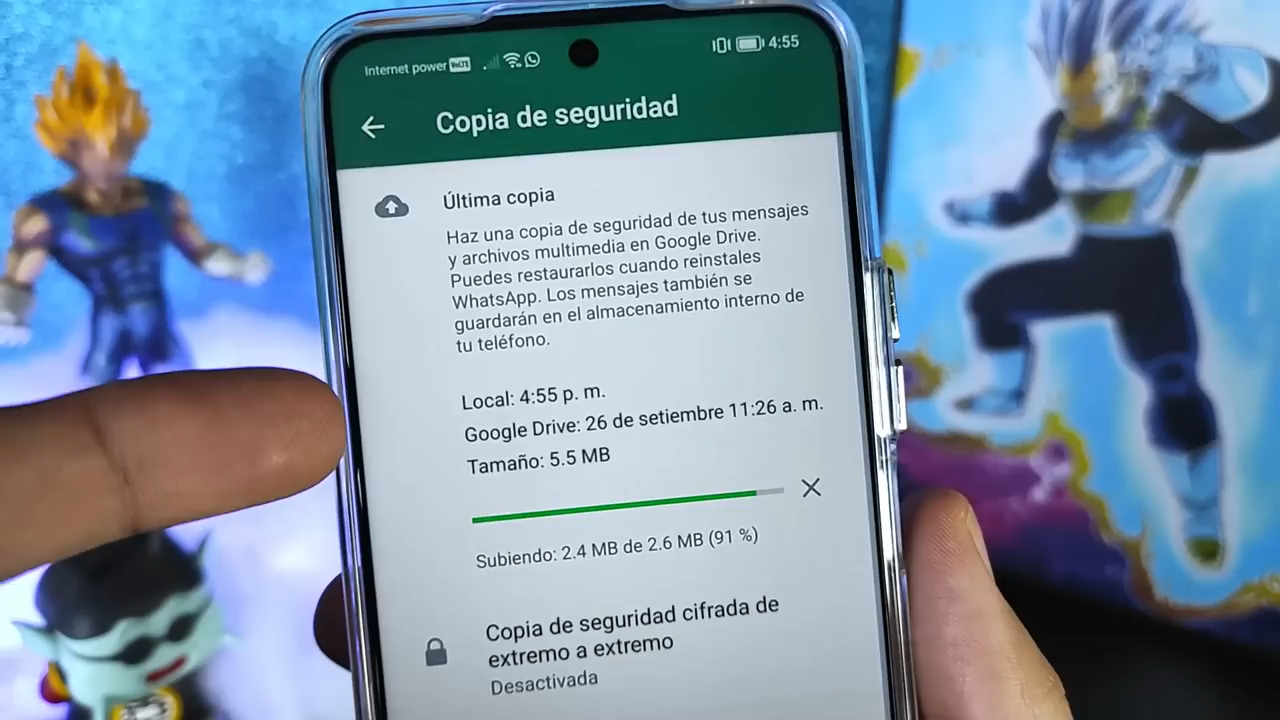 Internet power VoLTE 4:55
Copia de seguridad
Última copia
Haz una copia de seguridad de tus mensajes
y archivos multimedia en Google Drive.
Puedes restaurarlos cuando reinstales
WhatsApp. Los mensajes también se
guardarán en el almacenamiento interno de
tu teléfono.
Local: 4:55 p. m.
Google Drive: 26 de setiembre 11:26 a. m.
Tamaño: 5.5 MB
Subiendo: 2.4 MB de 2.6 MB (91 %)
Copia de seguridad cifrada de
extremo a extremo
Desactivada